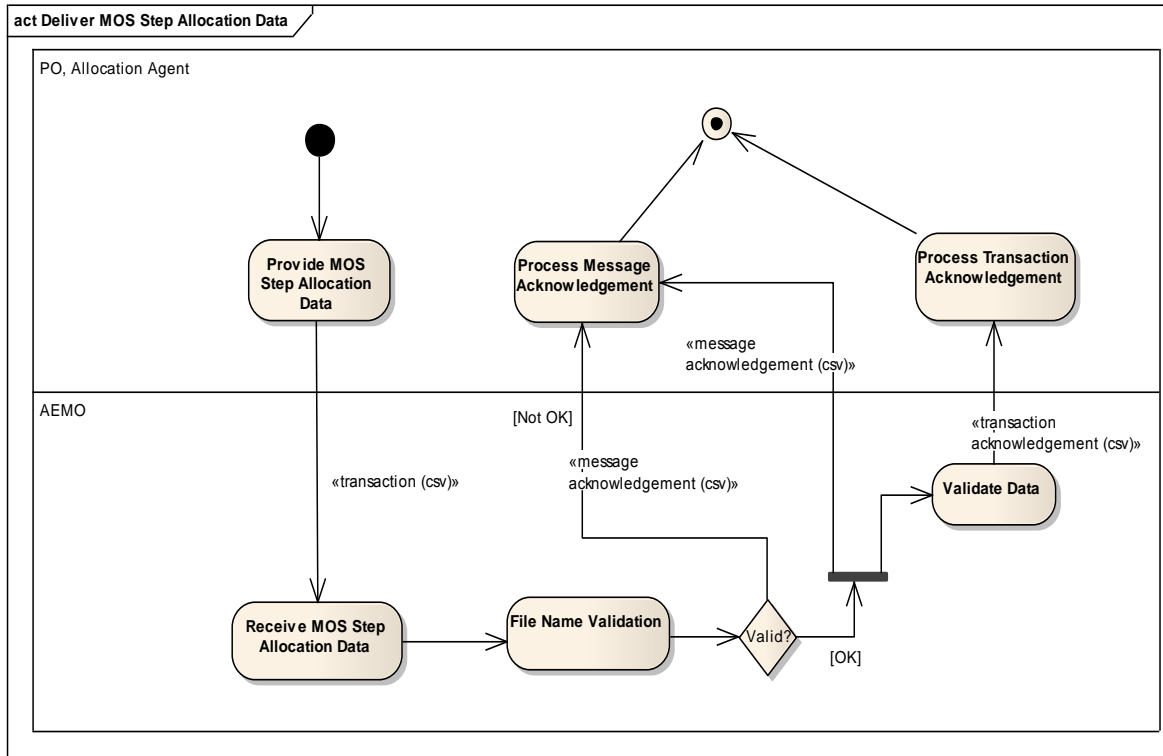 act Deliver MOS Step Allocation Data
PO, Allocation Agent
Provide MOS
Step Allocation
Data
Process Message
Acknowledgement
Process Transaction
Acknowledgement
«message
acknowledgement (csv)»
AEMO
[Not OK]
«transaction
acknowledgement (csv)»
«message
acknowledgement (csv)»
«transaction (csv)»
Validate Data
Receive MOS Step
Allocation Data
File Name Validation
Valid?
[OK]